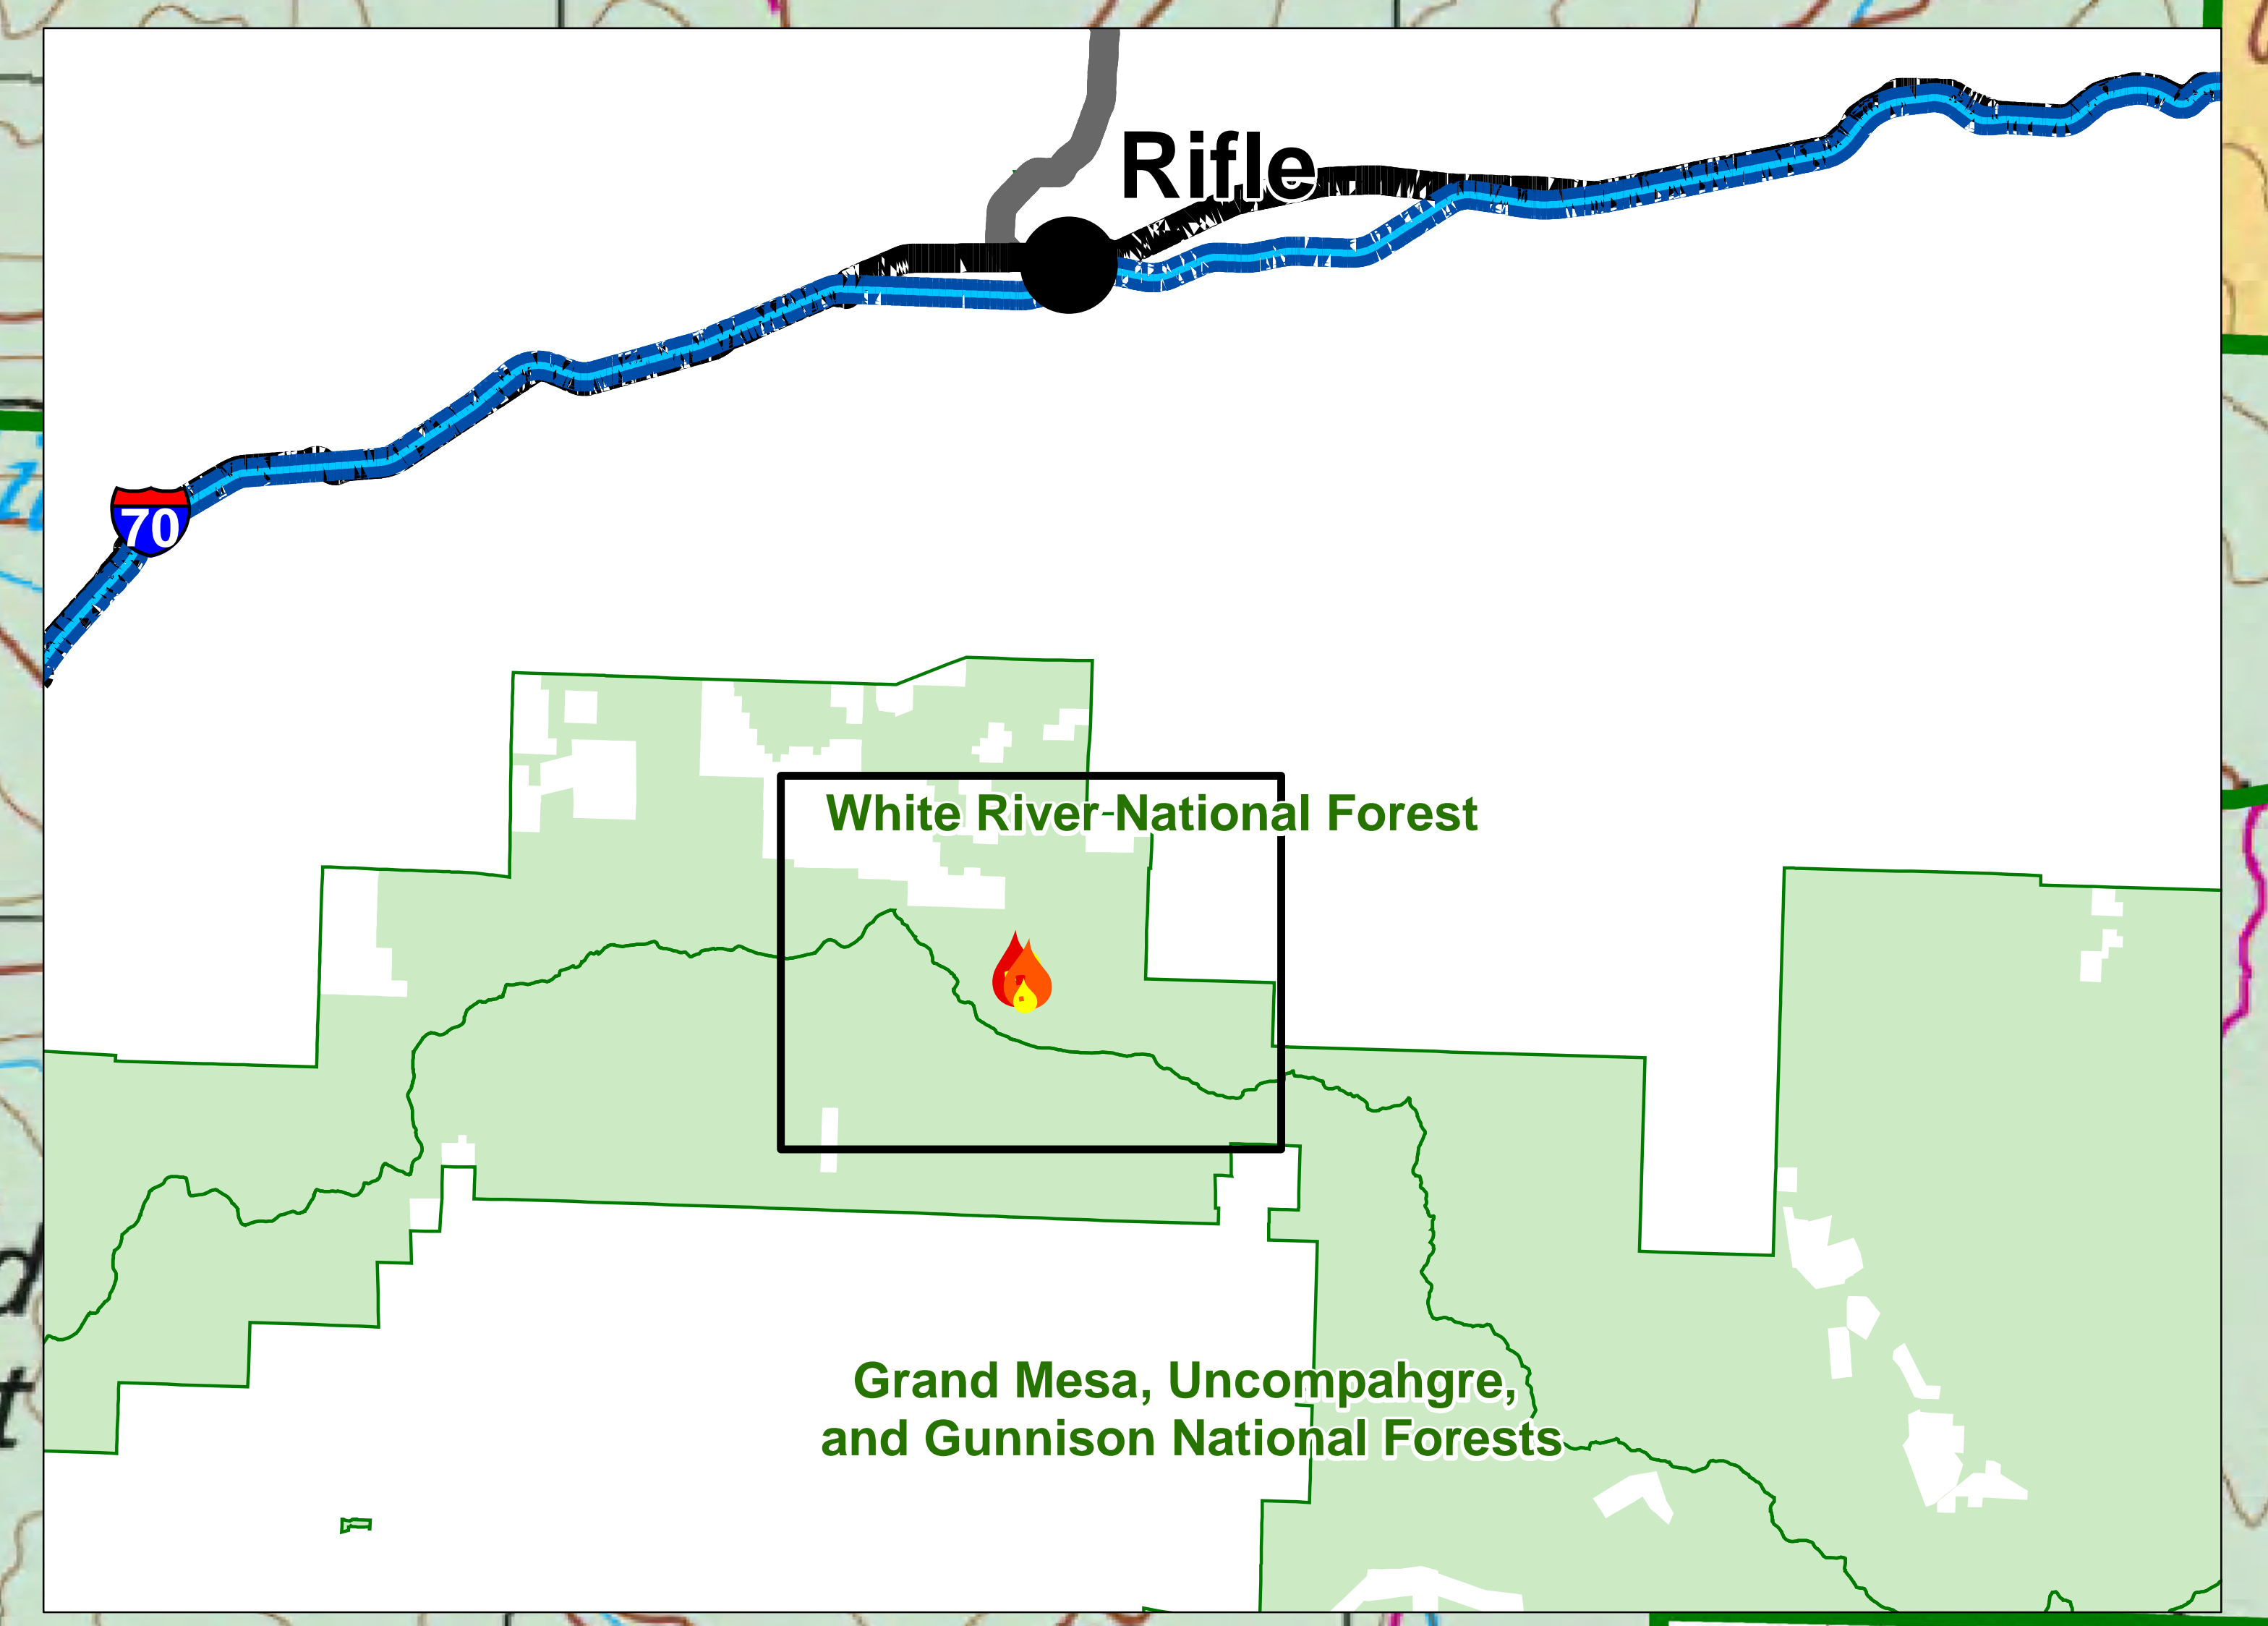 Rifle
70
White River National Forest
Grand Mesa, Uncompahgre,
and Gunnison National Forests